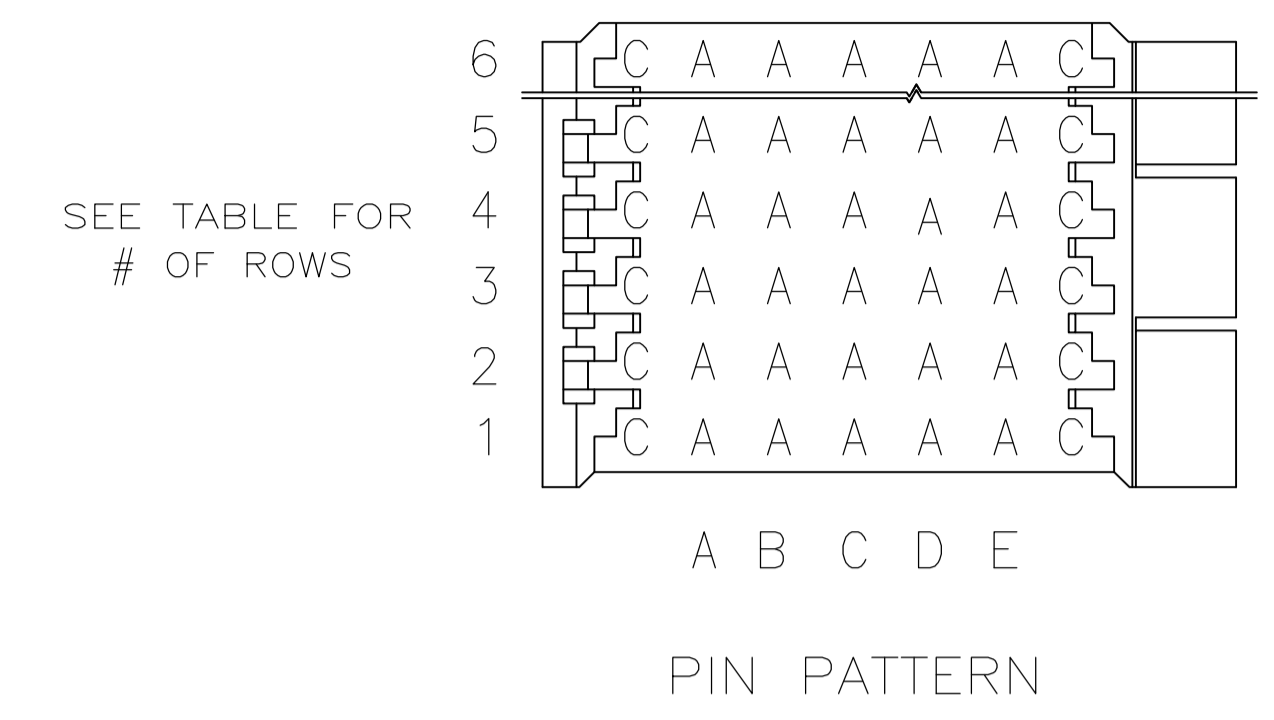 6 C A A A A A C
5 C A A A A A C
SEE TABLE FOR
# OF ROWS
4 C A A A A A C
3 C A A A A A C
2 C A A A A A C
1 C A A A A A C
A B C D E
PIN PATTERN